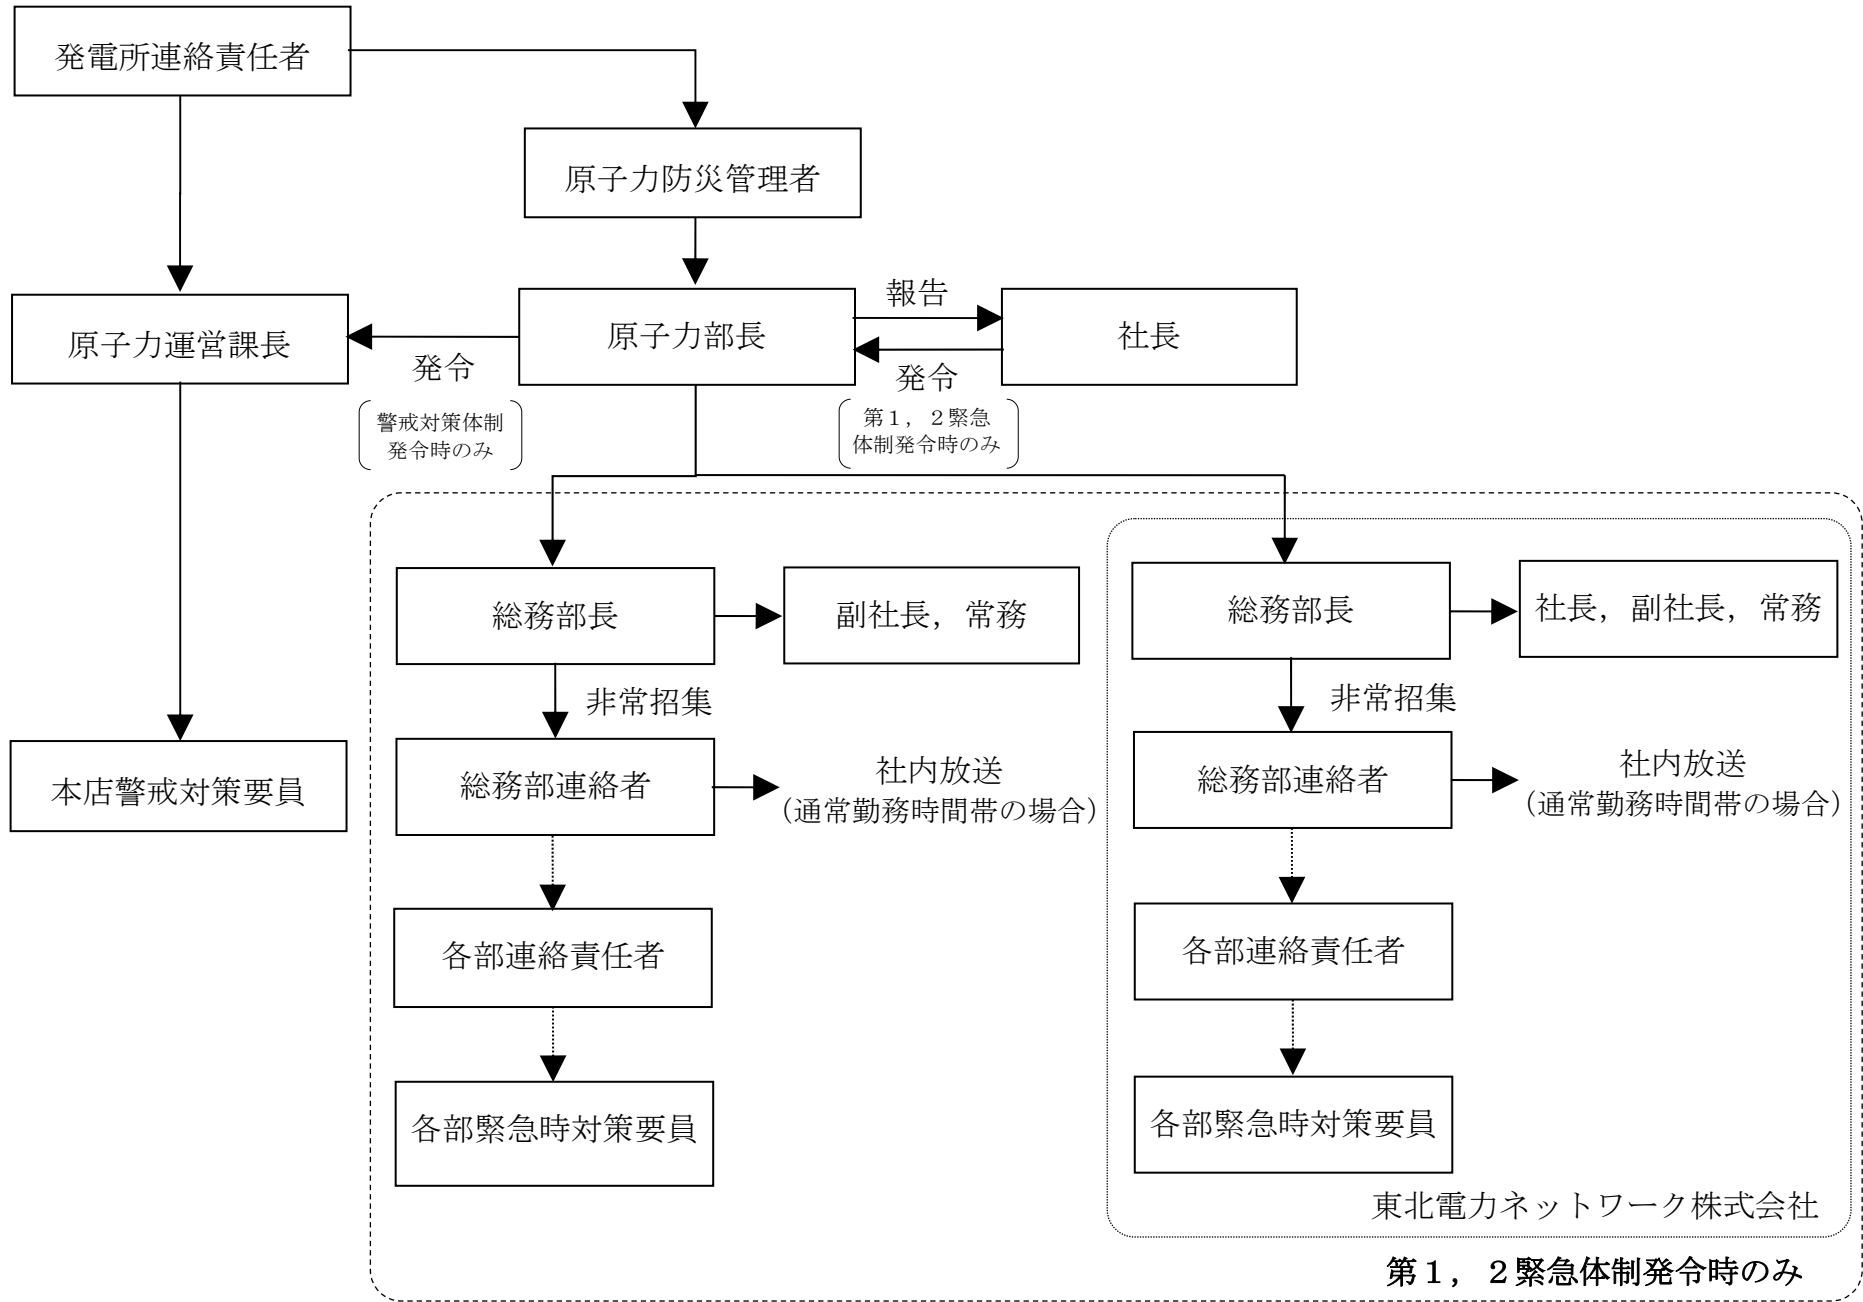 発電所連絡責任者
原子力防災管理者
原子力運営課長
発令
警戒対策体制
発令時のみ
原子力部長
報告
発令
第１，２緊急
体制発令時のみ
社長
本店警戒対策要員
総務部長
副社長，常務
非常招集
総務部連絡者
社内放送
（通常勤務時間帯の場合）
各部連絡責任者
各部緊急時対策要員
総務部長
社長，副社長，常務
非常招集
総務部連絡者
社内放送
（通常勤務時間帯の場合）
各部連絡責任者
各部緊急時対策要員
東北電力ネットワーク株式会社
第１，２緊急体制発令時のみ